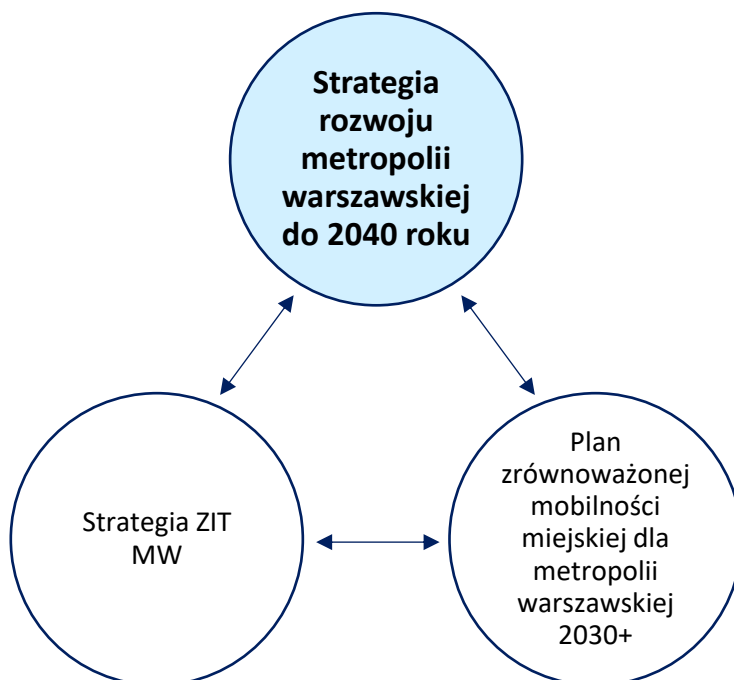 Strategia
rozwoju
metropolii
warszawskiej
do 2040 roku
Strategia ZIT
MW
Plan
zrównoważonej
mobilności
miejskiej dla
metropolii
warszawskiej
2030+